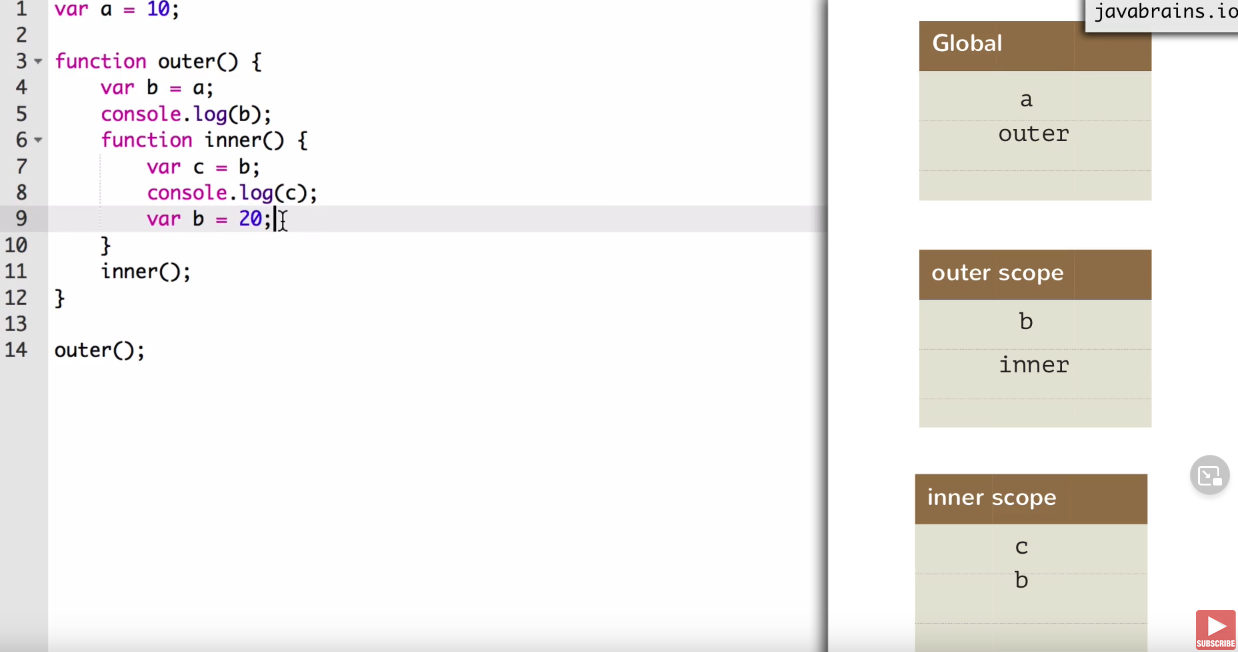 1 var a = 10;
2
3 function outer() {
4 var b = a;
5 console.log(b);
6 function inner() {
7 var c = b;
8 console.log(c);
9 var b = 20;
10 }
11 inner();
12 }
13
14 outer();
javabrains.io
Global
a
outer
outer scope
b
inner
inner scope
c
b
SUBSCRIBE